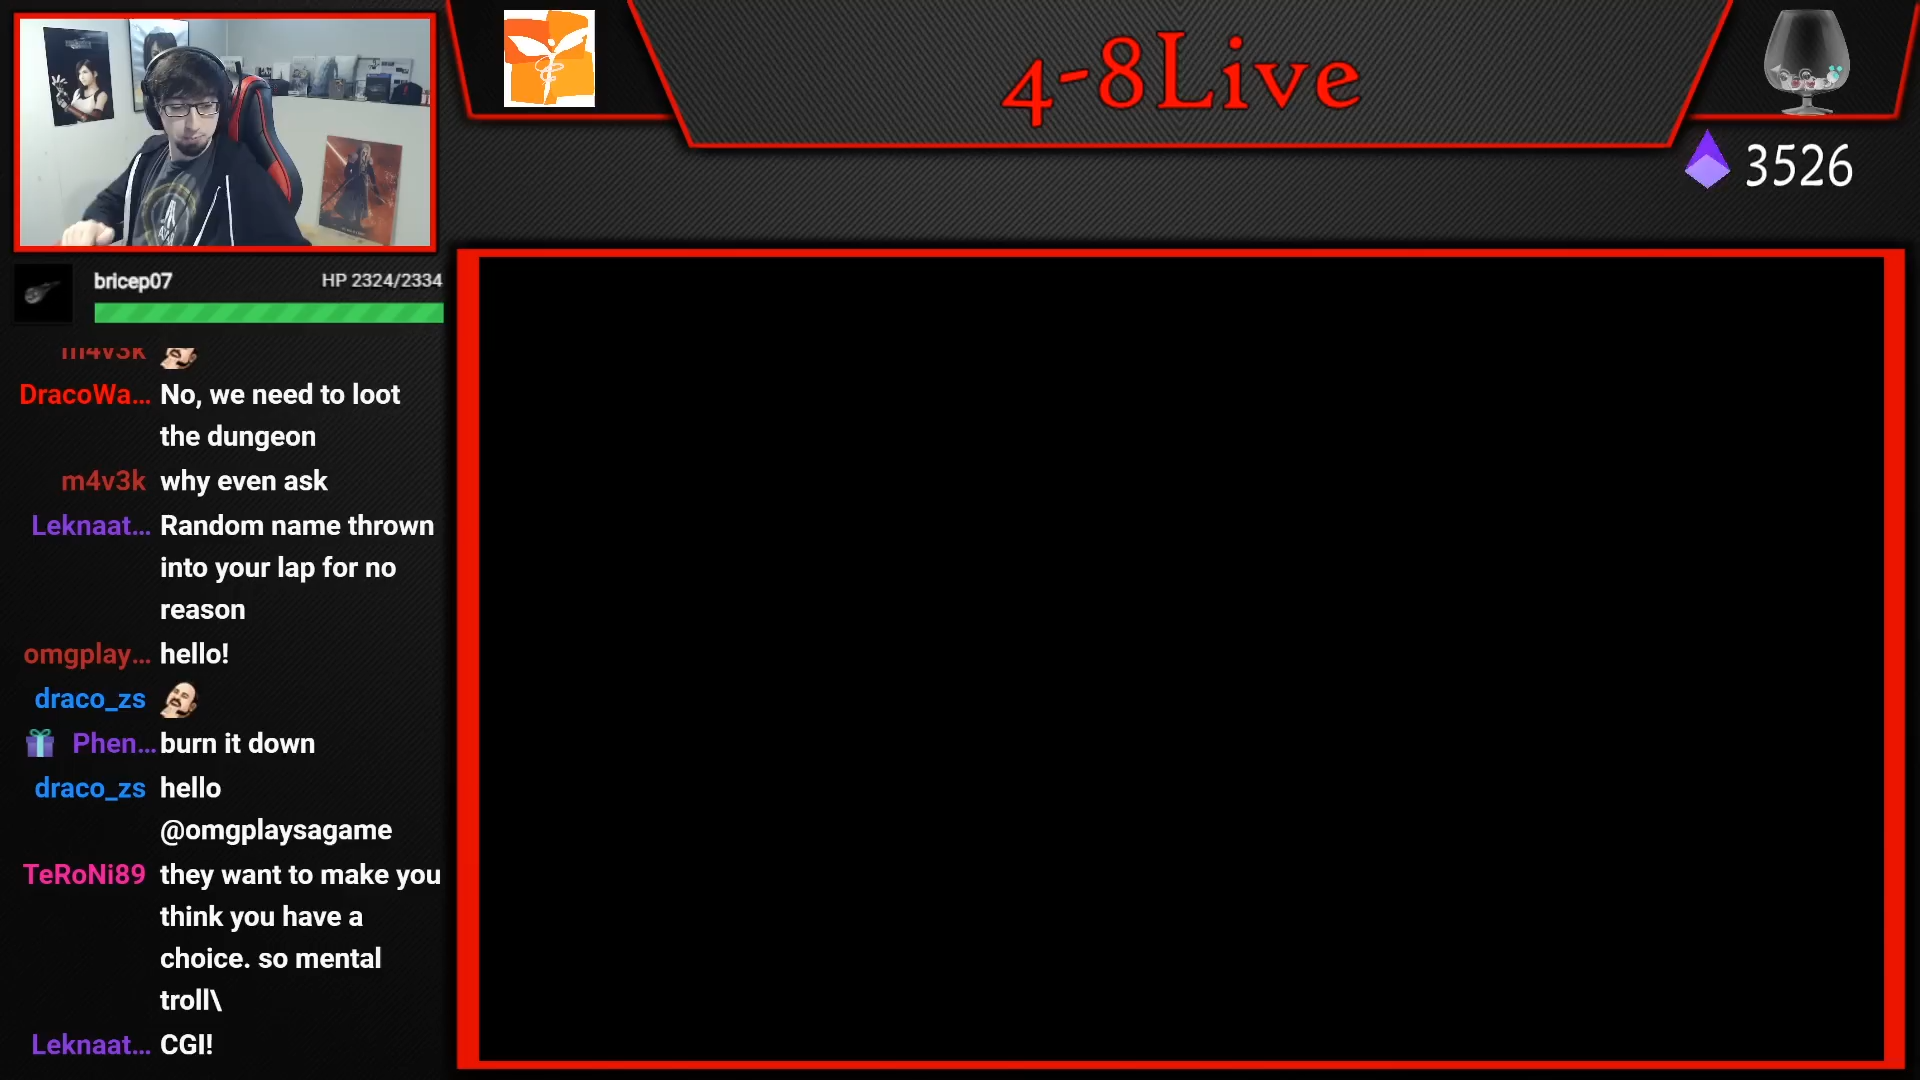 4-8Live
3526
bricep07 HP 2324/2334
m4v3k
DracoWa... No, we need to loot
the dungeon
m4v3k why even ask
Leknaat... Random name thrown
into your lap for no
reason
omgplay... hello!
draco_zs
Phen... burn it down
draco_zs hello
@omgplaysagame
TeRoNi89 they want to make you
think you have a
choice. so mental
troll\
Leknaat... CGI!